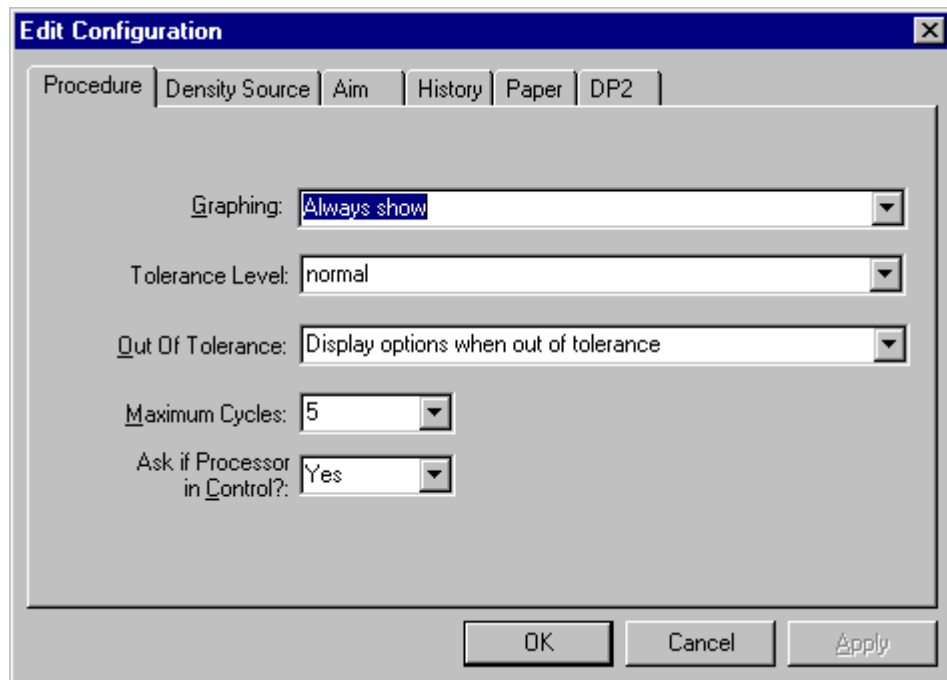 Edit Configuration
Procedure Density Source Aim History Paper DP2
Graphing: Always show
Tolerance Level: normal
Out Of Tolerance: Display options when out of tolerance
Maximum Cycles: 5
Ask if Processor
in Control?: Yes
OK Cancel Apply